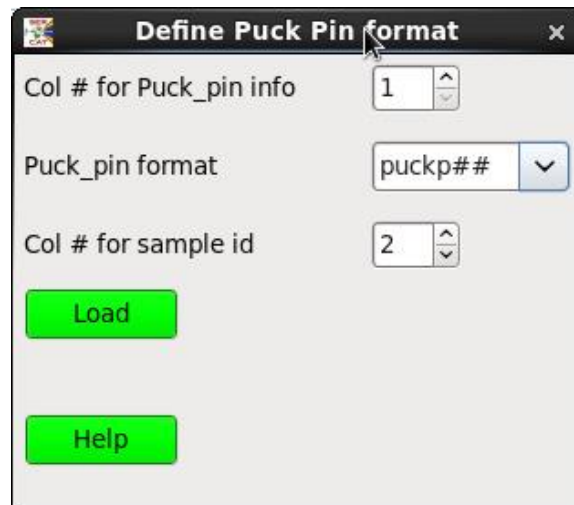 Define Puck Pin format
Col # for Puck_pin info 1
Puck_pin format puckp##
Col # for sample id 2
Load
Help